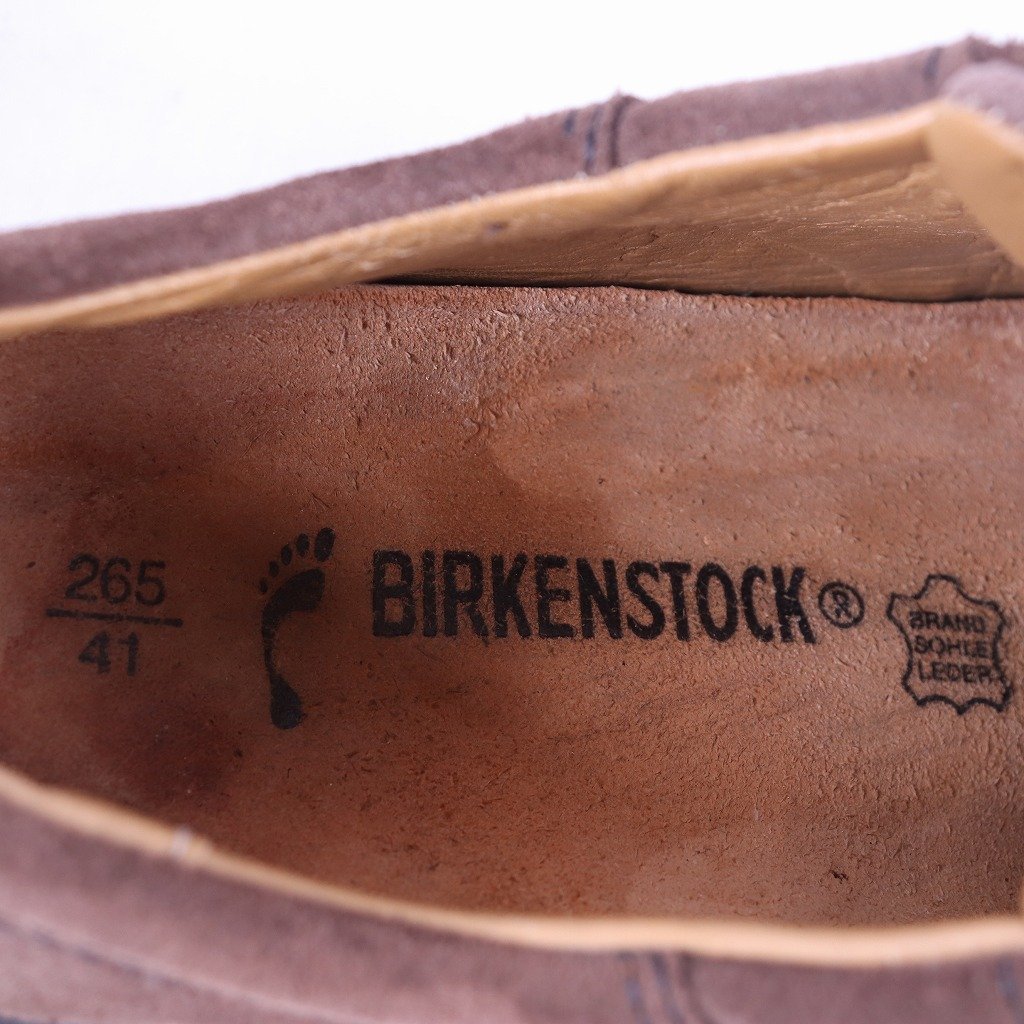 265
41
BIRKENSTOCK®
BRAND
SOHLE
LEDER